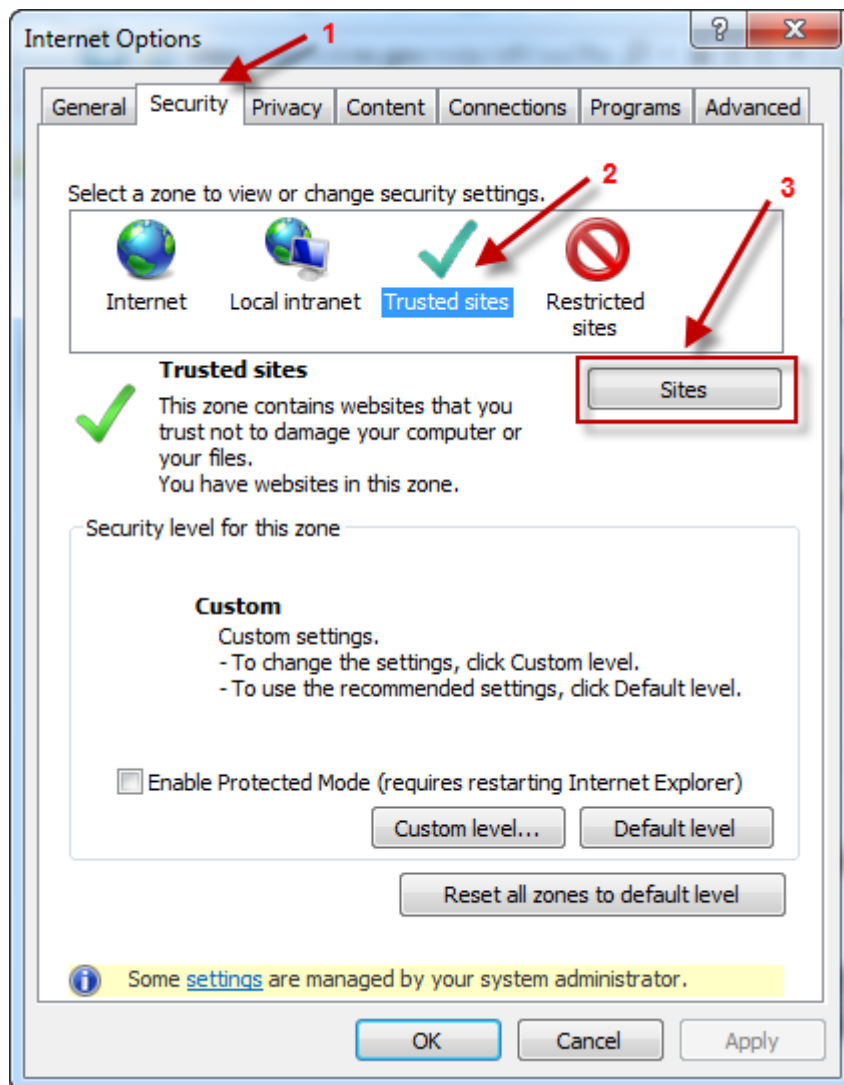 Internet Options
1
General Security Privacy Content Connections Programs Advanced
2
3
Select a zone to view or change security settings.
Internet Local intranet Trusted sites Restricted
sites
Trusted sites
Sites
This zone contains websites that you
trust not to damage your computer or
your files.
You have websites in this zone.
Security level for this zone
Custom
Custom settings.
- To change the settings, click Custom level.
- To use the recommended settings, click Default level.
Enable Protected Mode (requires restarting Internet Explorer)
Custom level... Default level
Reset all zones to default level
Some settings are managed by your system administrator.
OK Cancel Apply